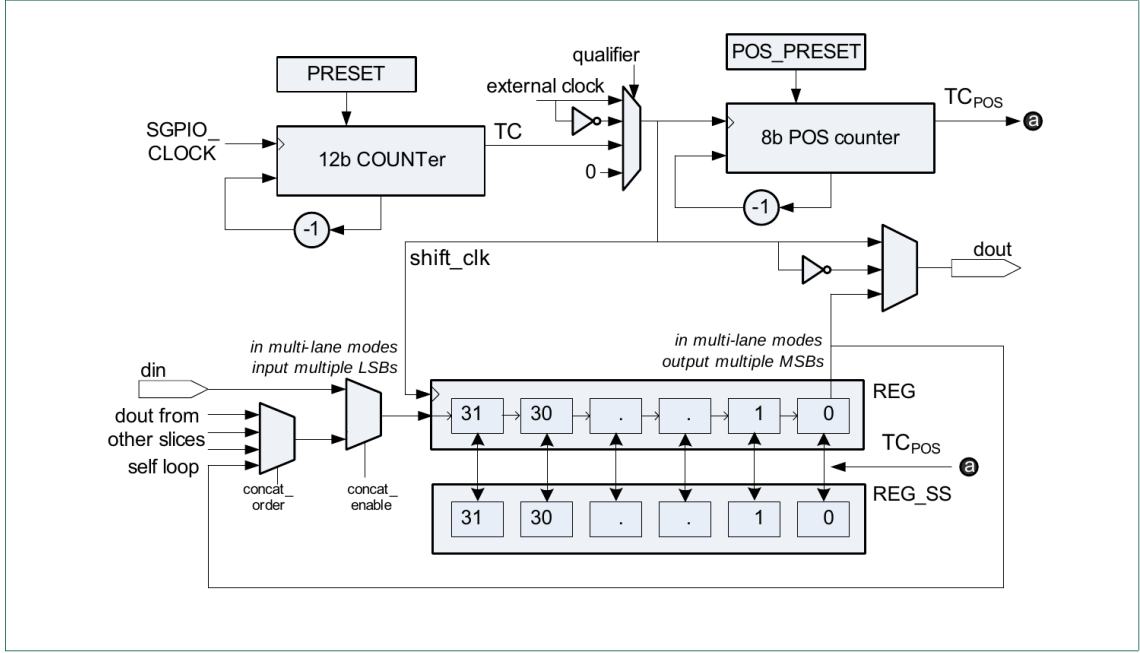 qualifier
POS_PRESET
PRESET
external clock
TC_POS
a
SGPIO_
CLOCK
TC
12b COUNTer
8b POS counter
0
-1
-1
shift_clk
dout
in multi-lane modes
input multiple LSBs
in multi-lane modes
output multiple MSBs
din
REG
dout from
other slices
self loop
31 30 . . 1 0
TC_POS
a
concat_
order
concat_
enable
REG_SS
31 30 . . 1 0